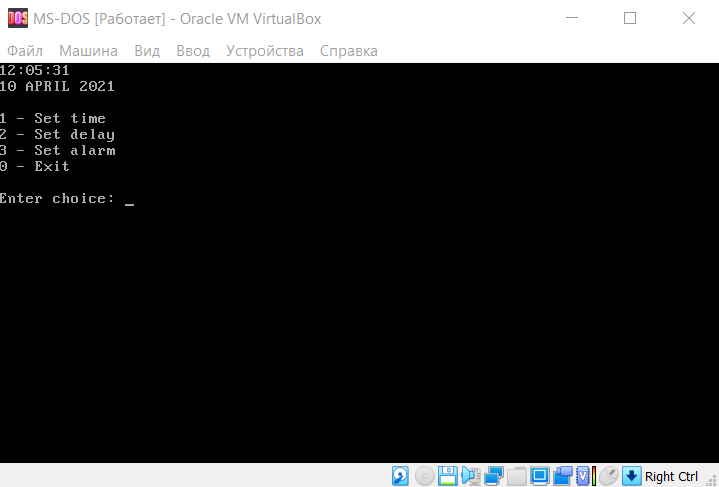 MS-DOS [Работает] - Oracle VM VirtualBox
Файл Машина Вид Ввод Устройства Справка
12:05:31
10 APRIL 2021
1 - Set time
2 - Set delay
3 - Set alarm
0 - Exit
Enter choice: _
Right Ctrl